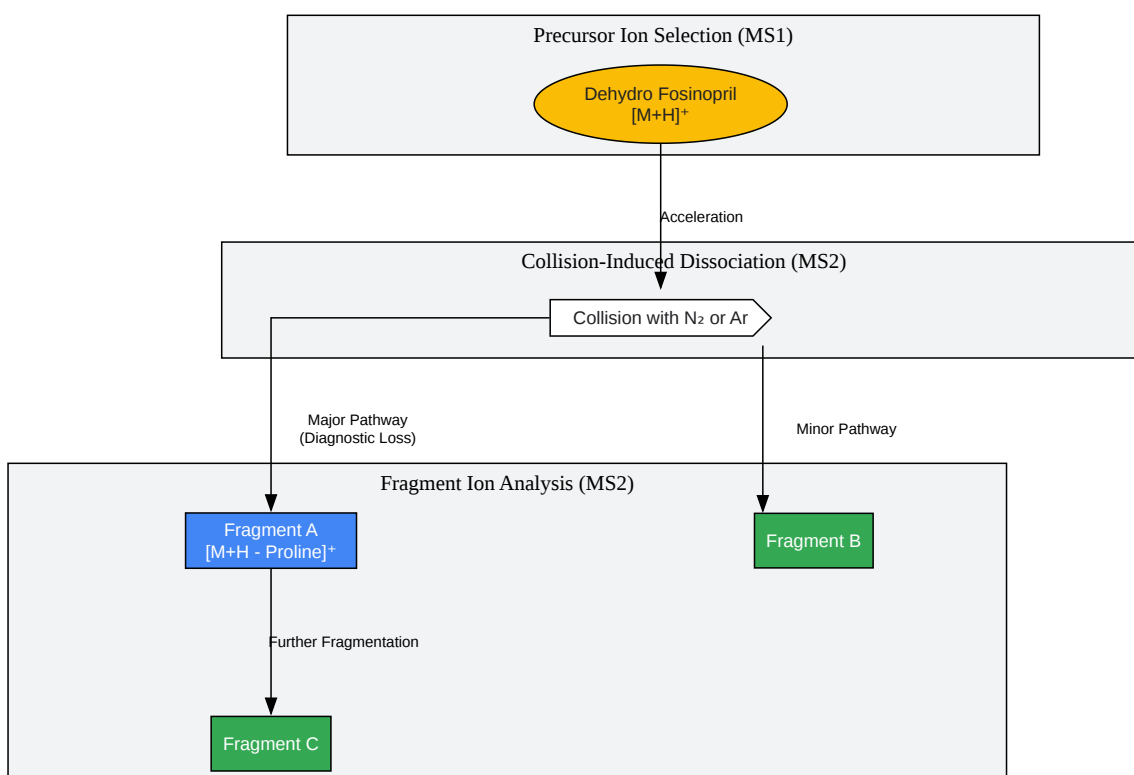 Precursor Ion Selection (MS1)
Dehydro Fosinopril
[M+H]⁺
Acceleration
Collision-Induced Dissociation (MS2)
Collision with N₂ or Ar
Major Pathway
(Diagnostic Loss)
Minor Pathway
Fragment Ion Analysis (MS2)
Fragment A
[M+H - Proline]⁺
Fragment B
Further Fragmentation
Fragment C